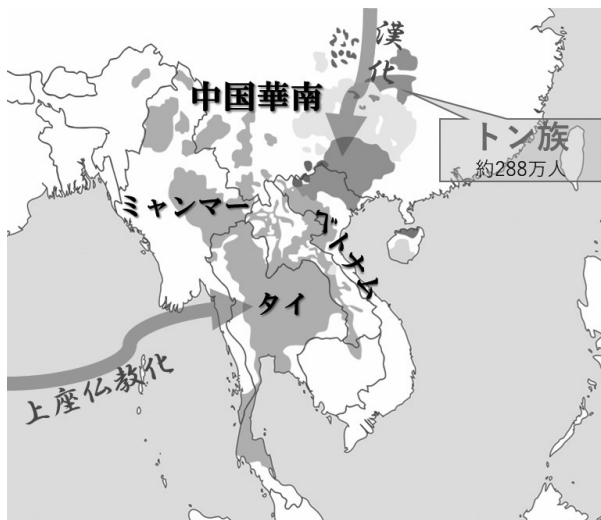 漢化
中国華南
トン族
約288万人
ミャンマー
ベトナム
タイ
上座仏教化